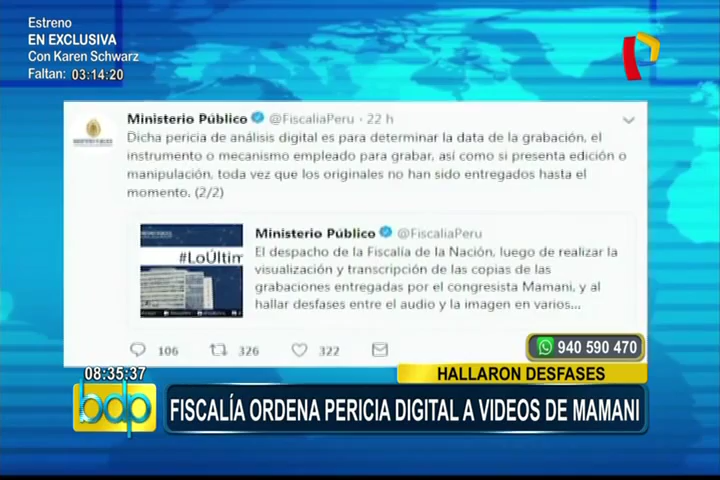 Estreno
EN EXCLUSIVA
Con Karen Schwarz
Faltan: 03:14:20
Ministerio Público @FiscaliaPeru · 22 h
Dicha pericia de análisis digital es para determinar la data de la grabación, el
instrumento o mecanismo empleado para grabar, así como si presenta edición o
manipulación, toda vez que los originales no han sido entregados hasta el
momento. (2/2)
Ministerio Público @FiscaliaPeru
#LoÚltim
El despacho de la Fiscalía de la Nación, luego de realizar la
visualización y transcripción de las copias de las
grabaciones entregadas por el congresista Mamani, y al
hallar desfases entre el audio y la imagen en varios...
106 326 322
940 590 470
HALLARON DESFASES
08:35:37
bdp
FISCALÍA ORDENA PERICIA DIGITAL A VIDEOS DE MAMANI